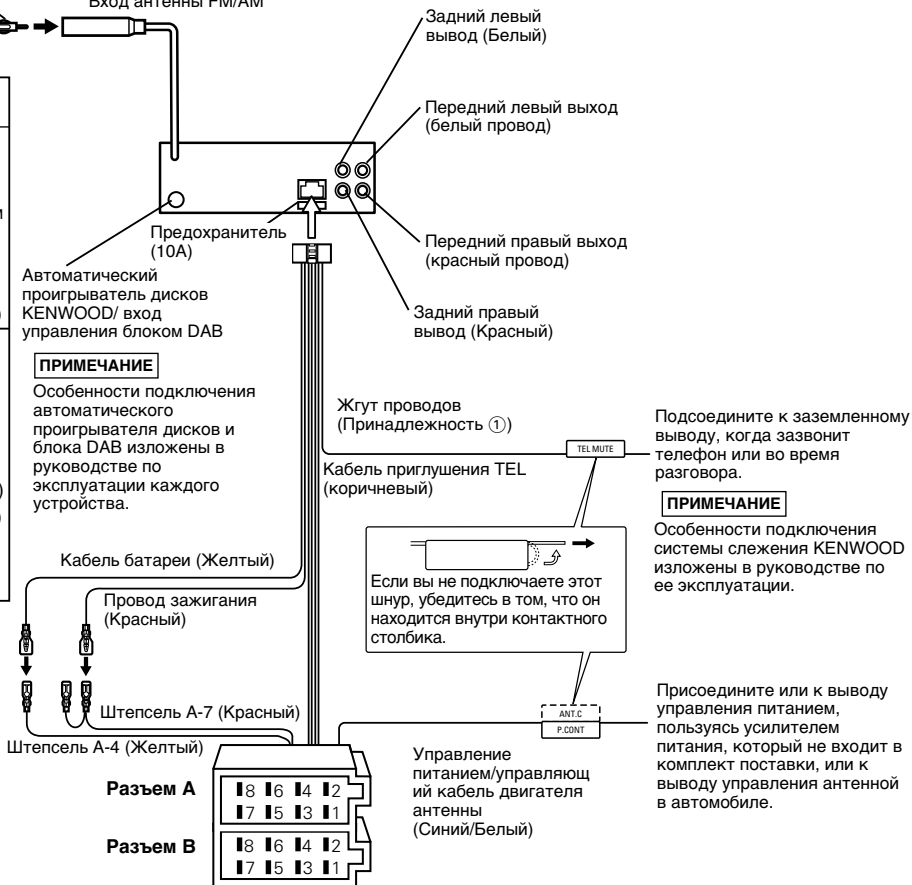 Вход антенны FM/AM
Задний левый
вывод (Белый)
Передний левый выход
(белый провод)
Предохранитель
(10А)
Передний правый выход
(красный провод)
Автоматический
проигрыватель дисков
KENWOOD/ вход
управления блоком DAB
Задний правый
вывод (Красный)
ПРИМЕЧАНИЕ
Особенности подключения
автоматического
проигрывателя дисков и
блока DAB изложены в
руководстве по
эксплуатации каждого
устройства.
Жгут проводов
(Принадлежность ①)
TEL MUTE
Кабель приглушения TEL
(коричневый)
Подсоедините к заземленному
выводу, когда зазвонит
телефон или во время
разговора.
ПРИМЕЧАНИЕ
Особенности подключения
системы слежения KENWOOD
изложены в руководстве по
ее эксплуатации.
Если вы не подключаете этот
шнур, убедитесь в том, что он
находится внутри контактного
столбика.
Кабель батареи (Желтый)
Провод зажигания
(Красный)
Штепсель А-7 (Красный)
Штепсель А-4 (Желтый)
ANT.C
P.CONT
Управление
питанием/управляющ
ий кабель двигателя
антенны
(Синий/Белый)
Присоедините или к выводу
управления питанием,
пользуясь усилителем
питания, который не входит в
комплект поставки, или к
выводу управления антенной
в автомобиле.
Разъем А
8 6 4 2
7 5 3 1
Разъем В
8 6 4 2
7 5 3 1